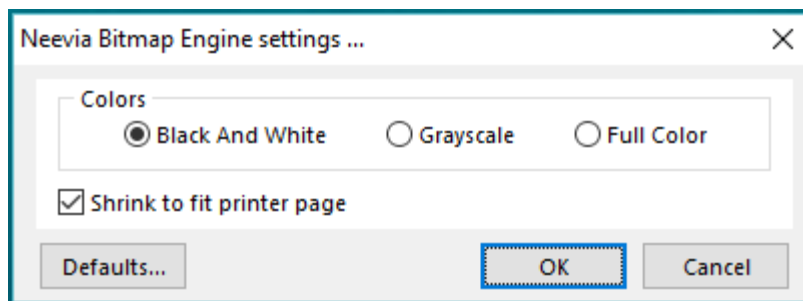 Neevia Bitmap Engine settings ...
Colors
Black And White Grayscale Full Color
Shrink to fit printer page
Defaults... OK Cancel